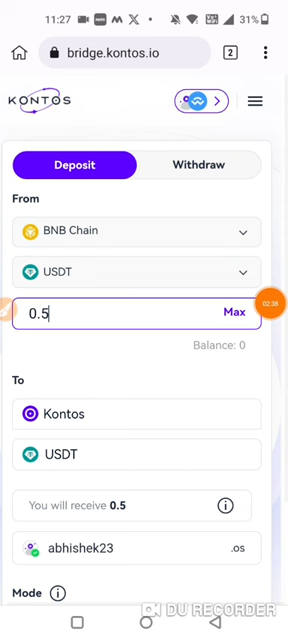 11:27
31%
bridge.kontos.io
2
KONTOS
Deposit
Withdraw
From
BNB Chain
USDT
0.5
Max
02:38
Balance: 0
To
Kontos
USDT
You will receive 0.5
abhishek23
.os
Mode
DU RECORDER